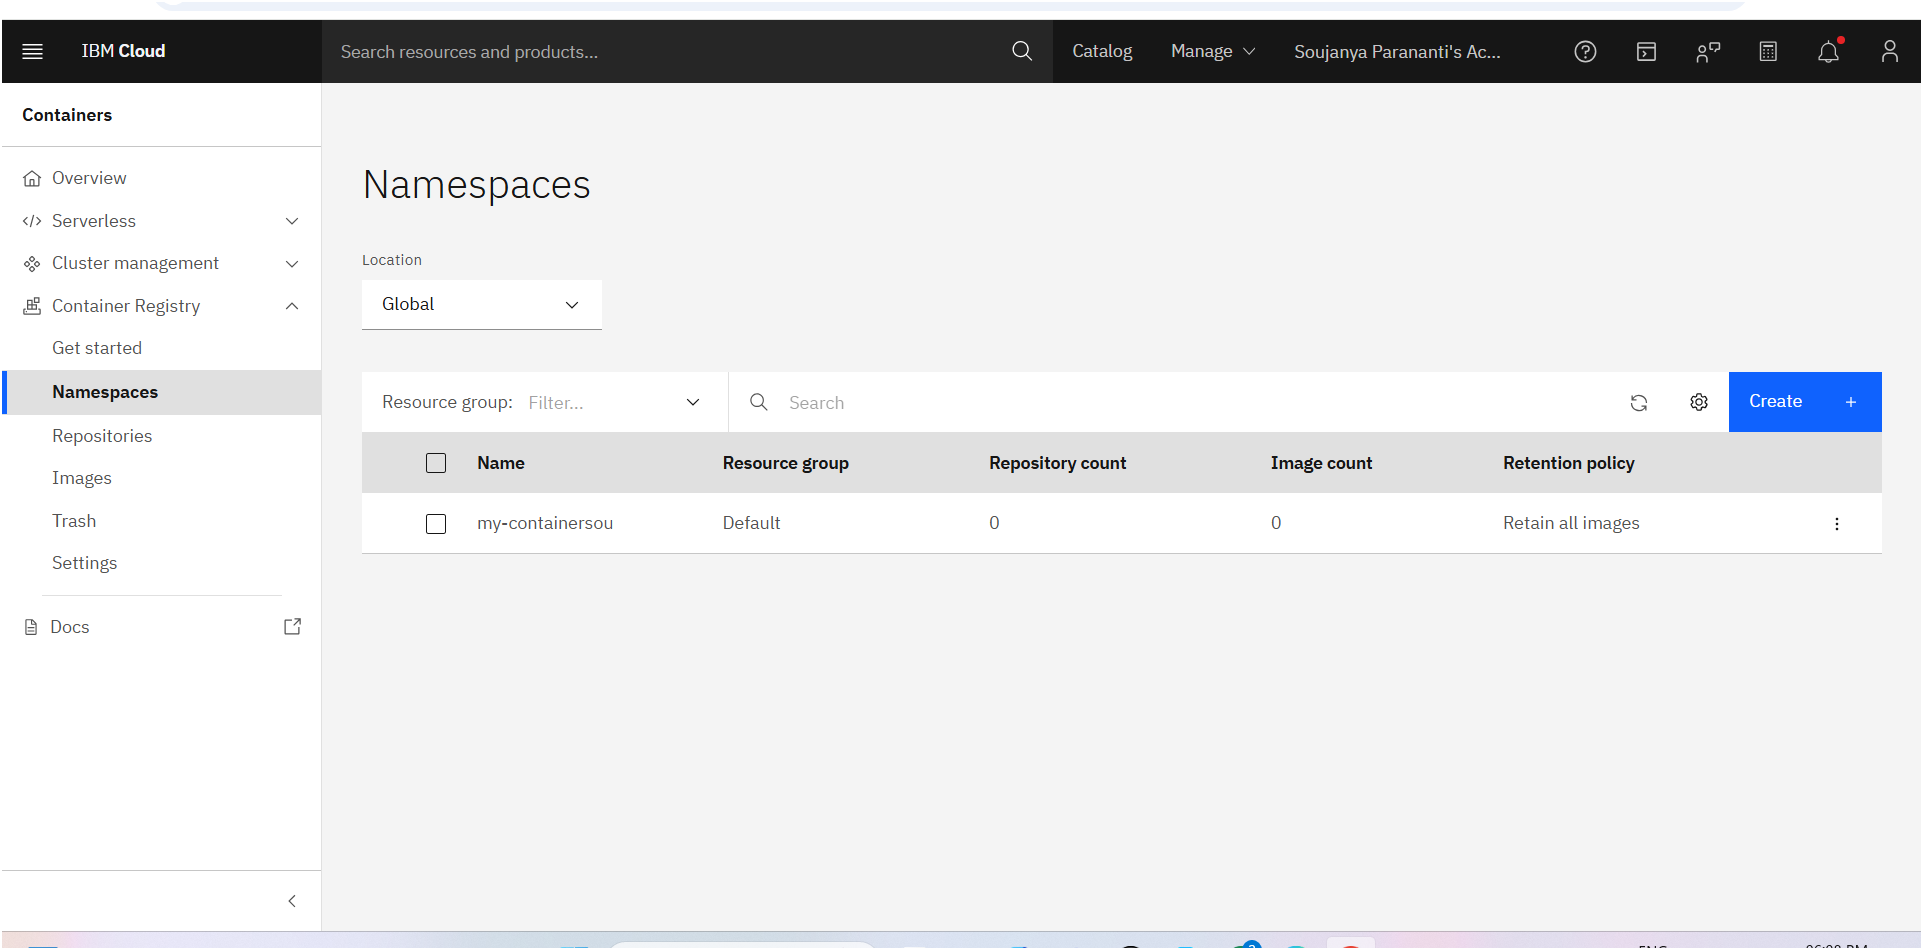 IBM Cloud
Search resources and products...
Catalog
Manage
Soujanya Parananti's Ac...
Containers
Overview
Serverless
Cluster management
Container Registry
Get started
Namespaces
Repositories
Images
Trash
Settings
Docs
Namespaces
Location
Global
Resource group: Filter...
Search
Create +
Name Resource group Repository count Image count Retention policy
my-containersou Default 0 0 Retain all images